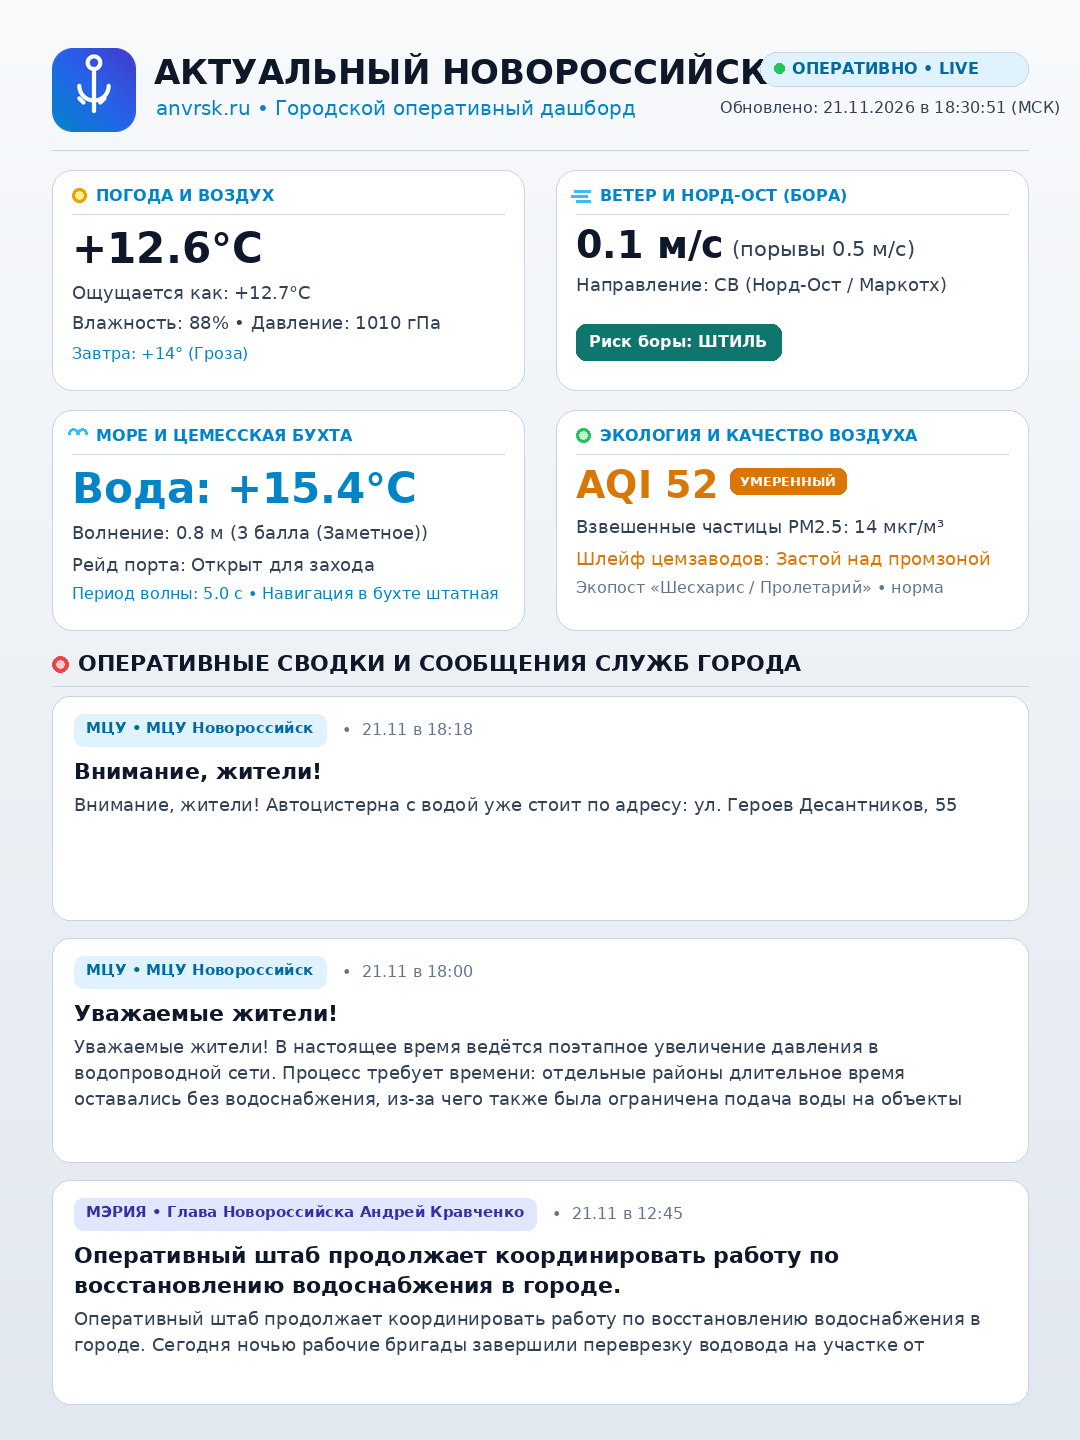 АКТУАЛЬНЫЙ НОВОРОССИЙСК
ОПЕРАТИВНО • LIVE
anvrsk.ru • Городской оперативный дашборд
Обновлено: 21.11.2026 в 18:30:51 (МСК)
ПОГОДА И ВОЗДУХ
+12.6°C
Ощущается как: +12.7°C
Влажность: 88% • Давление: 1010 гПа
Завтра: +14° (Гроза)
ВЕТЕР И НОРД-ОСТ (БОРА)
0.1 м/с (порывы 0.5 м/с)
Направление: СВ (Норд-Ост / Маркотх)
Риск боры: ШТИЛЬ
МОРЕ И ЦЕМЕССКАЯ БУХТА
Вода: +15.4°C
Волнение: 0.8 м (3 балла (Заметное))
Рейд порта: Открыт для захода
Период волны: 5.0 с • Навигация в бухте штатная
ЭКОЛОГИЯ И КАЧЕСТВО ВОЗДУХА
AQI 52 УМЕРЕННЫЙ
Взвешенные частицы PM2.5: 14 мкг/м³
Шлейф цемзаводов: Застой над промзоной
Экопост «Шесхарис / Пролетарий» • норма
ОПЕРАТИВНЫЕ СВОДКИ И СООБЩЕНИЯ СЛУЖБ ГОРОДА
МЦУ • МЦУ Новороссийск • 21.11 в 18:18
Внимание, жители!
Внимание, жители! Автоцистерна с водой уже стоит по адресу: ул. Героев Десантников, 55
МЦУ • МЦУ Новороссийск • 21.11 в 18:00
Уважаемые жители!
Уважаемые жители! В настоящее время ведётся поэтапное увеличение давления в
водопроводной сети. Процесс требует времени: отдельные районы длительное время
оставались без водоснабжения, из-за чего также была ограничена подача воды на объекты
МЭРИЯ • Глава Новороссийска Андрей Кравченко • 21.11 в 12:45
Оперативный штаб продолжает координировать работу по
восстановлению водоснабжения в городе.
Оперативный штаб продолжает координировать работу по восстановлению водоснабжения в
городе. Сегодня ночью рабочие бригады завершили переврезку водовода на участке от